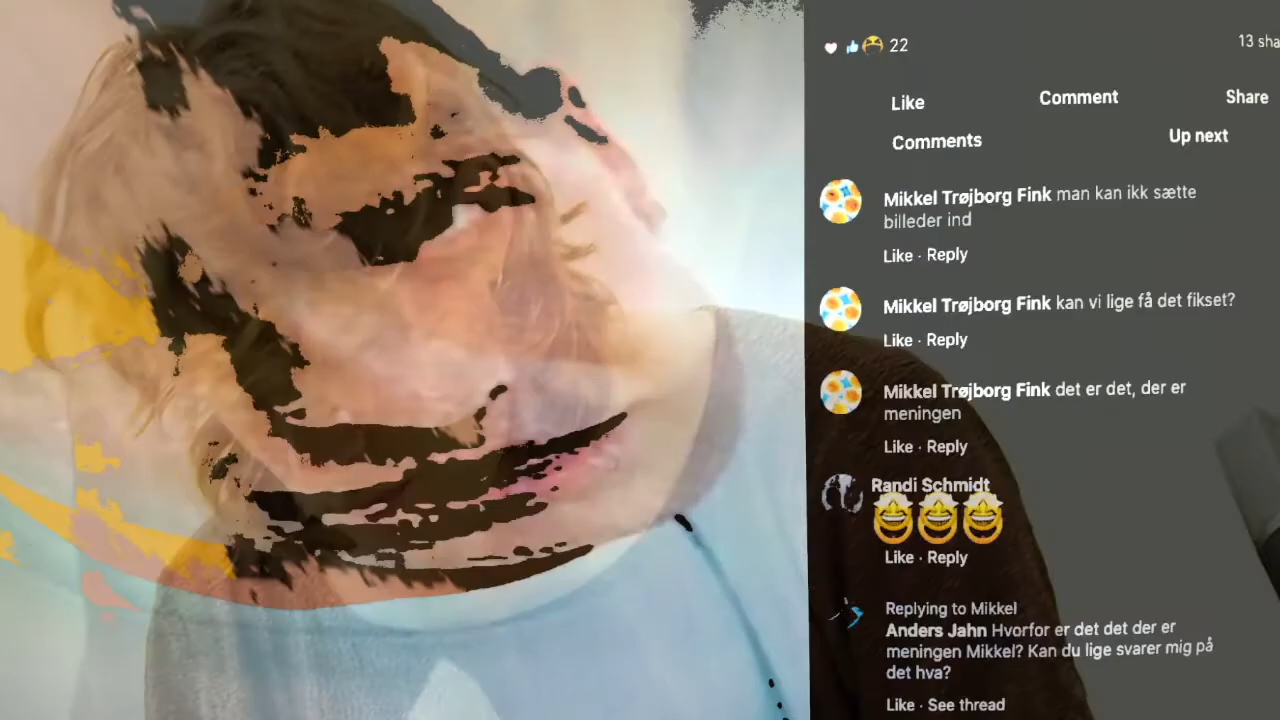 22
13 sha
Like Comment Share
Comments Up next
Mikkel Trøjborg Fink man kan ikk sætte
billeder ind
Like · Reply
Mikkel Trøjborg Fink kan vi lige få det fikset?
Like · Reply
Mikkel Trøjborg Fink det er det, der er
meningen
Like · Reply
Randi Schmidt
🤩🤩🤩
Like · Reply
Replying to Mikkel
Anders Jahn Hvorfor er det det der er
meningen Mikkel? Kan du lige svarer mig på
det hva?
Like · See thread